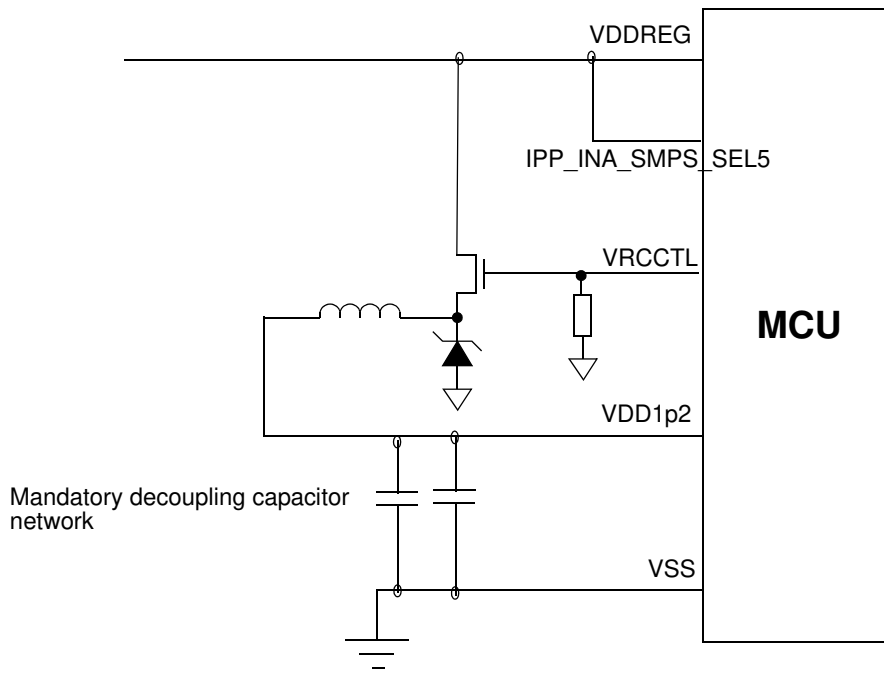 VDDREG
IPP_INA_SMPS_SEL5
VRCCTL
MCU
VDD1p2
Mandatory decoupling capacitor
network
VSS